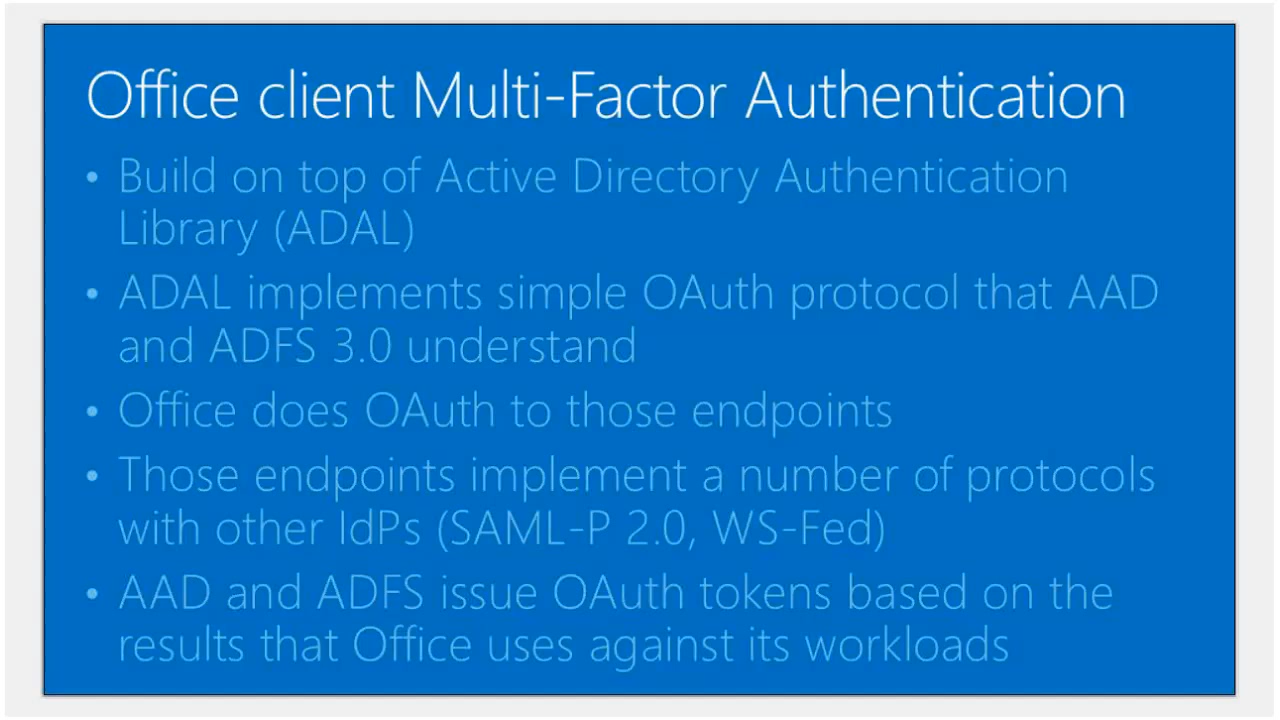 Office client Multi-Factor Authentication
• Build on top of Active Directory Authentication
Library (ADAL)
• ADAL implements simple OAuth protocol that AAD
and ADFS 3.0 understand
• Office does OAuth to those endpoints
• Those endpoints implement a number of protocols
with other IdPs (SAML-P 2.0, WS-Fed)
• AAD and ADFS issue OAuth tokens based on the
results that Office uses against its workloads